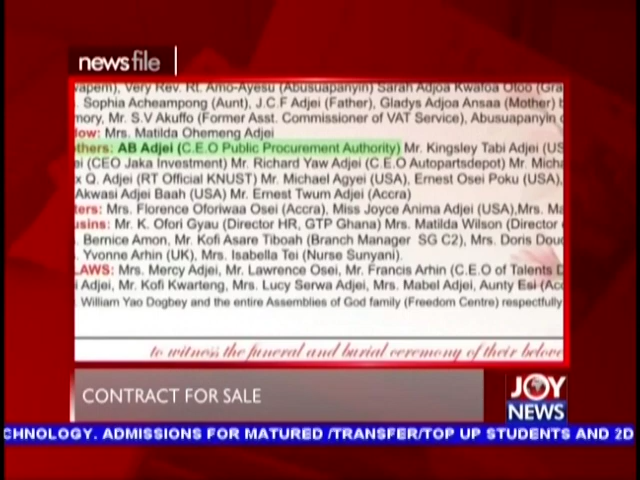 newsfile
vapem), Very Rev. Rt. Amo-Ayesu (Abusuapanyin) Sarah Adjoa Kwafoa Otoo (Gra
. Sophia Acheampong (Aunt), J.C.F Adjei (Father), Gladys Adjoa Ansaa (Mother) b
mory, Mr. S.V Akuffo (Former Asst. Commissioner of VAT Service), Abusuapanyin
dow: Mrs. Matilda Ohemeng Adjei
others: AB Adjei (C.E.O Public Procurement Authority) Mr. Kingsley Tabi Adjei (US
ei (CEO Jaka Investment) Mr. Richard Yaw Adjei (C.E.O Autopartsdepot) Mr. Micha
x Q. Adjei (RT Official KNUST) Mr. Michael Agyei (USA), Ernest Osei Poku (USA),
Akwasi Adjei Baah (USA) Mr. Ernest Twum Adjei (Accra)
ters: Mrs. Florence Oforiwaa Osei (Accra), Miss Joyce Anima Adjei (USA),Mrs. Ma
usins: Mr. K. Ofori Gyau (Director HR, GTP Ghana) Mrs. Matilda Wilson (Director
. Bernice Amon, Mr. Kofi Asare Tiboah (Branch Manager SG C2), Mrs. Doris Doud
. Yvonne Arhin (UK), Mrs. Isabella Tei (Nurse Sunyani).
LAWS: Mrs. Mercy Adjei, Mr. Lawrence Osei, Mr. Francis Arhin (C.E.O of Talents D
i Adjei, Mr. Kofi Kwarteng, Mrs. Lucy Serwa Adjei, Mrs. Mabel Adjei, Aunty Esi (Acc
. William Yao Dogbey and the entire Assemblies of God family (Freedom Centre) respectfully
to witness the funeral and burial ceremony of their belove
CONTRACT FOR SALE
JOY
NEWS
CHNOLOGY. ADMISSIONS FOR MATURED /TRANSFER/TOP UP STUDENTS AND 2D